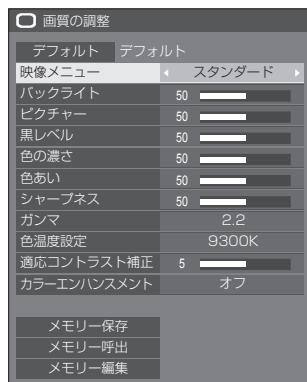 画質の調整
デフォルト デフォルト
映像メニュー スタンダード
バックライト 50
ピクチャー 50
黒レベル 50
色の濃さ 50
色あい 50
シャープネス 50
ガンマ 2.2
色温度設定 9300K
適応コントラスト補正 5
カラーエンハンスメント オフ
メモリー保存
メモリー呼出
メモリー編集